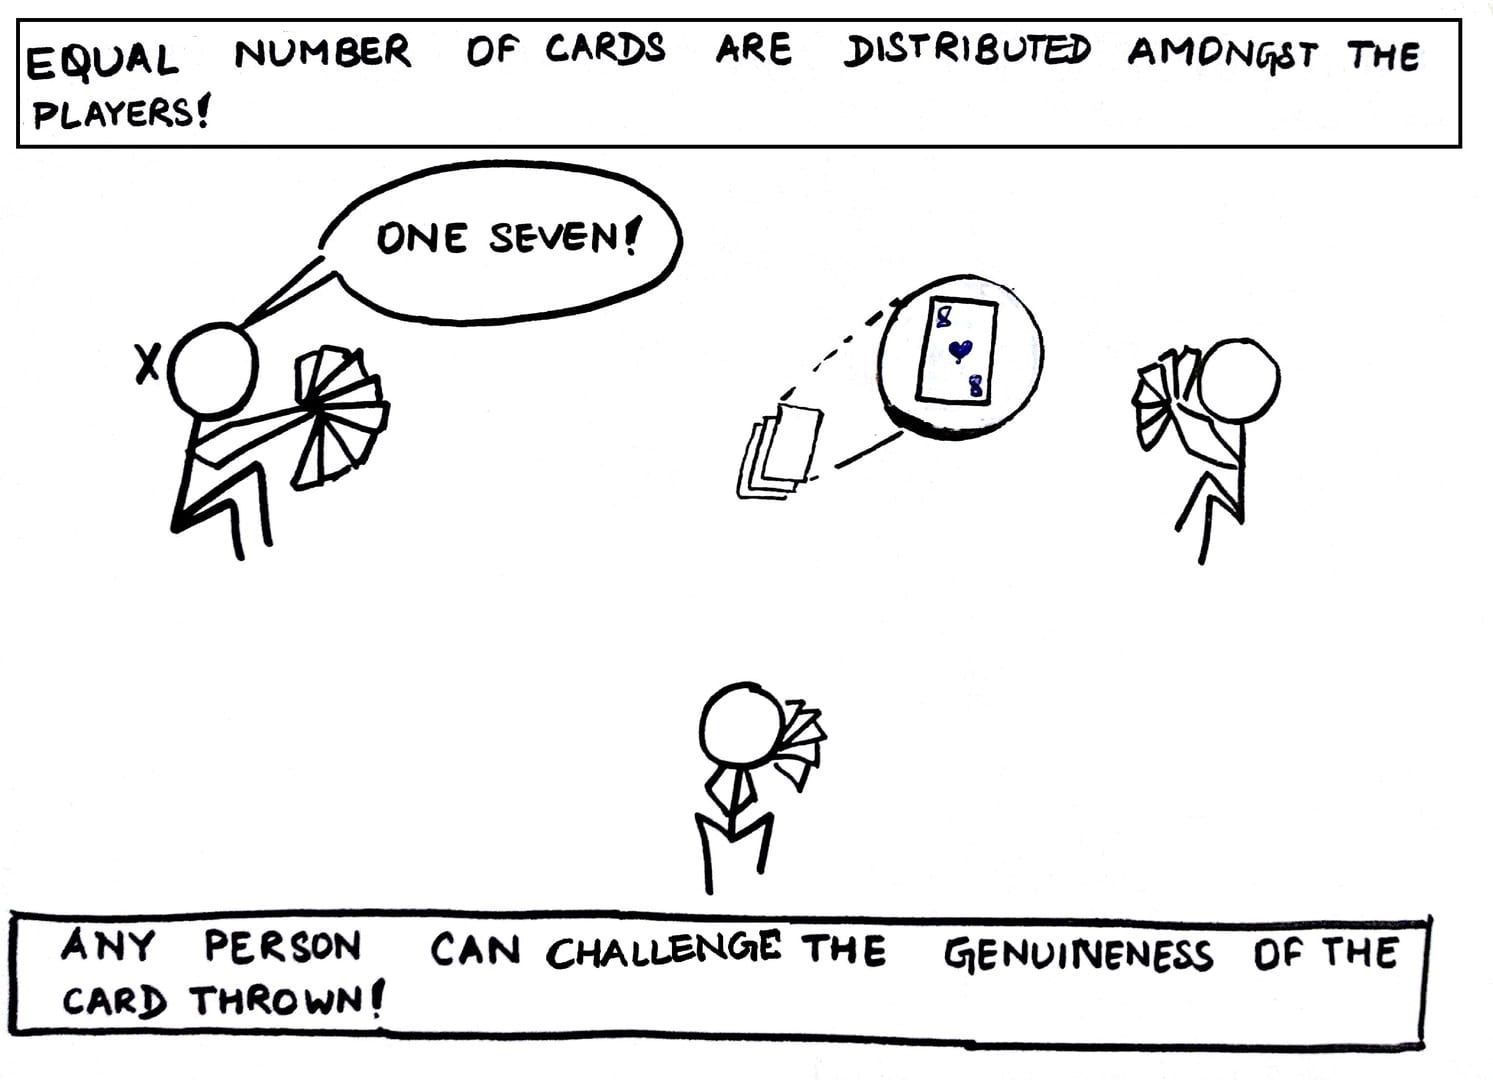 EQUAL NUMBER OF CARDS ARE DISTRIBUTED AMONGST THE
PLAYERS!
ONE SEVEN!
X
8
8
ANY PERSON CAN CHALLENGE THE GENUINENESS OF THE
CARD THROWN!